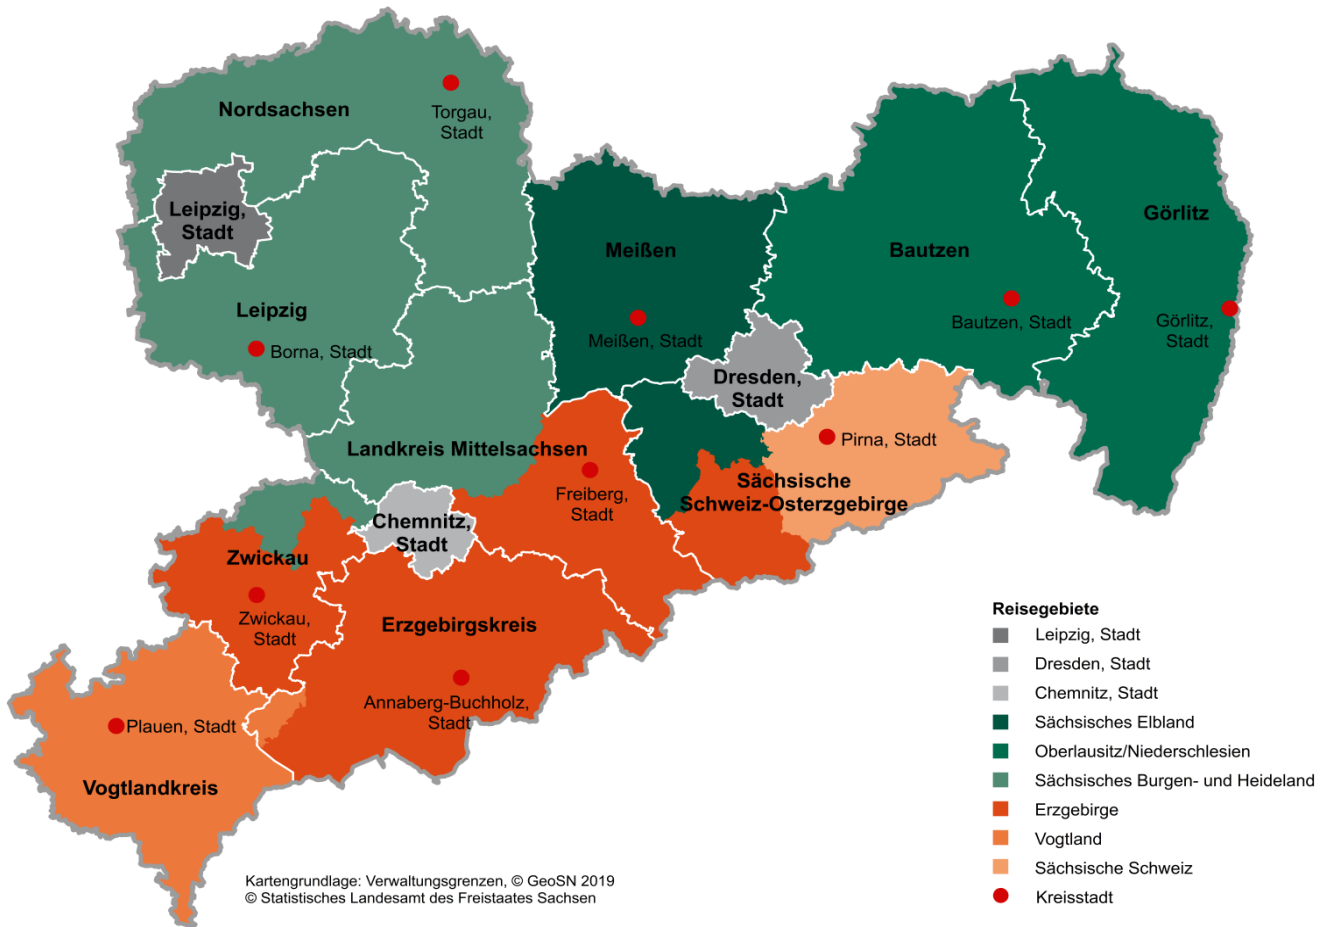 Nordsachsen
Torgau,
Stadt
Leipzig,
Stadt
Görlitz
Meißen
Bautzen
Leipzig
Borna, Stadt
Meißen, Stadt
Bautzen, Stadt
Görlitz,
Stadt
Dresden,
Stadt
Landkreis Mittelsachsen
Pirna, Stadt
Freiberg,
Stadt
Sächsische
Schweiz-Osterzgebirge
Chemnitz,
Stadt
Zwickau
Zwickau,
Stadt
Erzgebirgskreis
Annaberg-Buchholz,
Stadt
Plauen, Stadt
Vogtlandkreis
Reisegebiete
Leipzig, Stadt
Dresden, Stadt
Chemnitz, Stadt
Sächsisches Elbland
Oberlausitz/Niederschlesien
Sächsisches Burgen- und Heideland
Erzgebirge
Vogtland
Sächsische Schweiz
Kreisstadt
Kartengrundlage: Verwaltungsgrenzen, © GeoSN 2019
© Statistisches Landesamt des Freistaates Sachsen